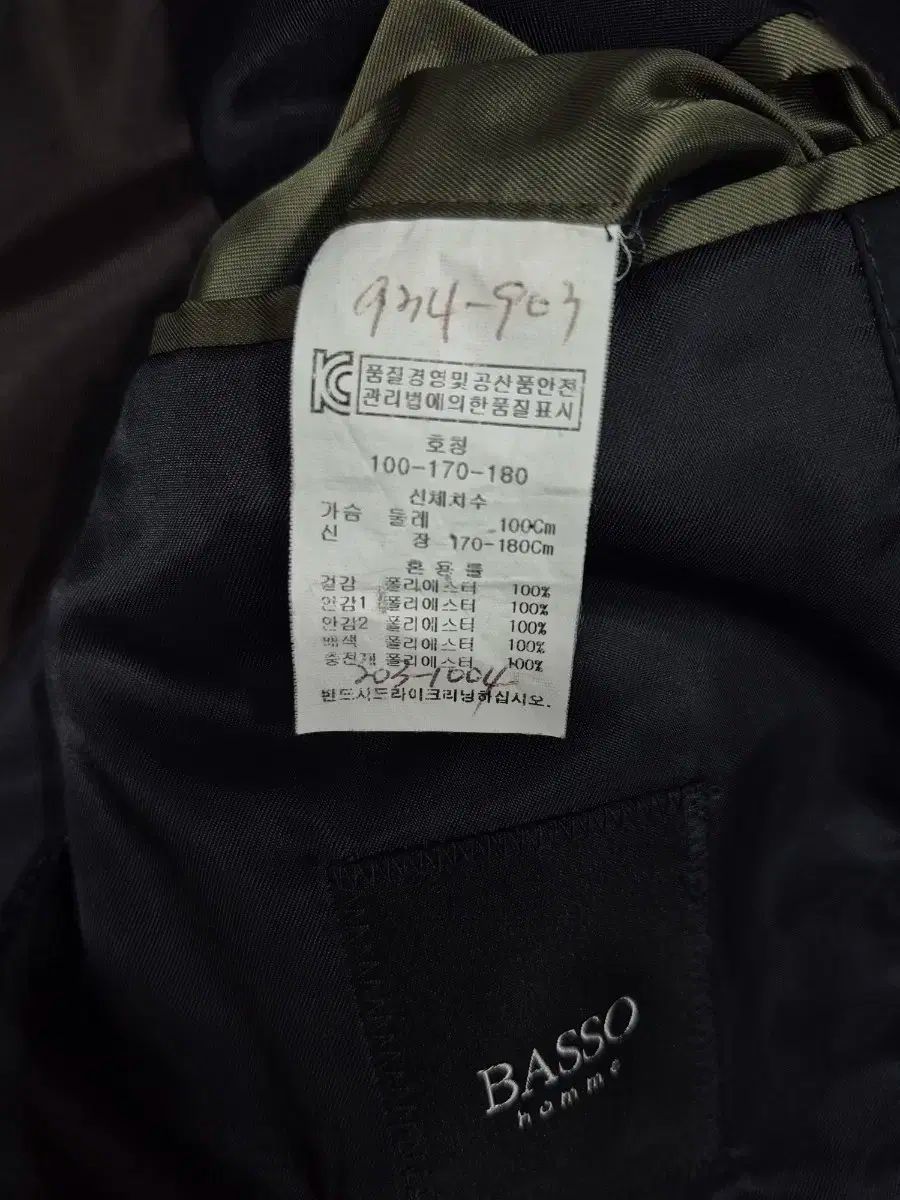 934-903
KC 품질경영및공산품안전
관리법에의한품질표시
호칭
100-170-180
신체치수
가슴 둘레 100Cm
신 장 170-180Cm
혼용률
겉감 폴리에스터 100%
안감1 폴리에스터 100%
안감2 폴리에스터 100%
배색 폴리에스터 100%
충전재 폴리에스터 100%
203-1004
반드시드라이크리닝하십시오.
BASSO
homme